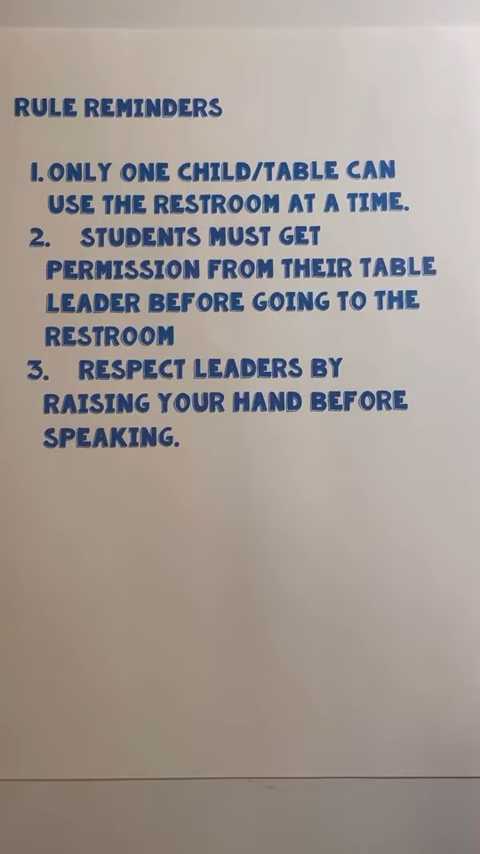 RULE REMINDERS
1. ONLY ONE CHILD/TABLE CAN
USE THE RESTROOM AT A TIME.
2. STUDENTS MUST GET
PERMISSION FROM THEIR TABLE
LEADER BEFORE GOING TO THE
RESTROOM
3. RESPECT LEADERS BY
RAISING YOUR HAND BEFORE
SPEAKING.